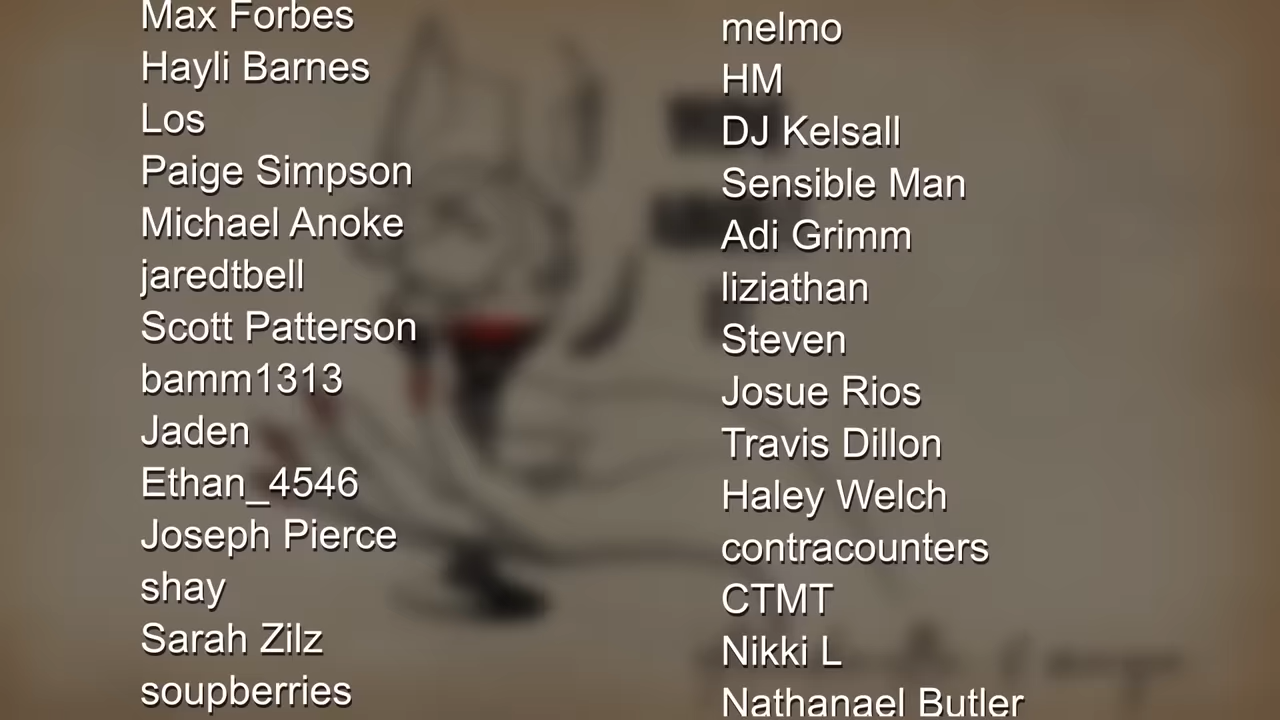 Max Forbes
Hayli Barnes
Los
Paige Simpson
Michael Anoke
jaredtbell
Scott Patterson
bamm1313
Jaden
Ethan_4546
Joseph Pierce
shay
Sarah Zilz
soupberries
melmo
HM
DJ Kelsall
Sensible Man
Adi Grimm
liziathan
Steven
Josue Rios
Travis Dillon
Haley Welch
contracounters
CTMT
Nikki L
Nathanael Butler